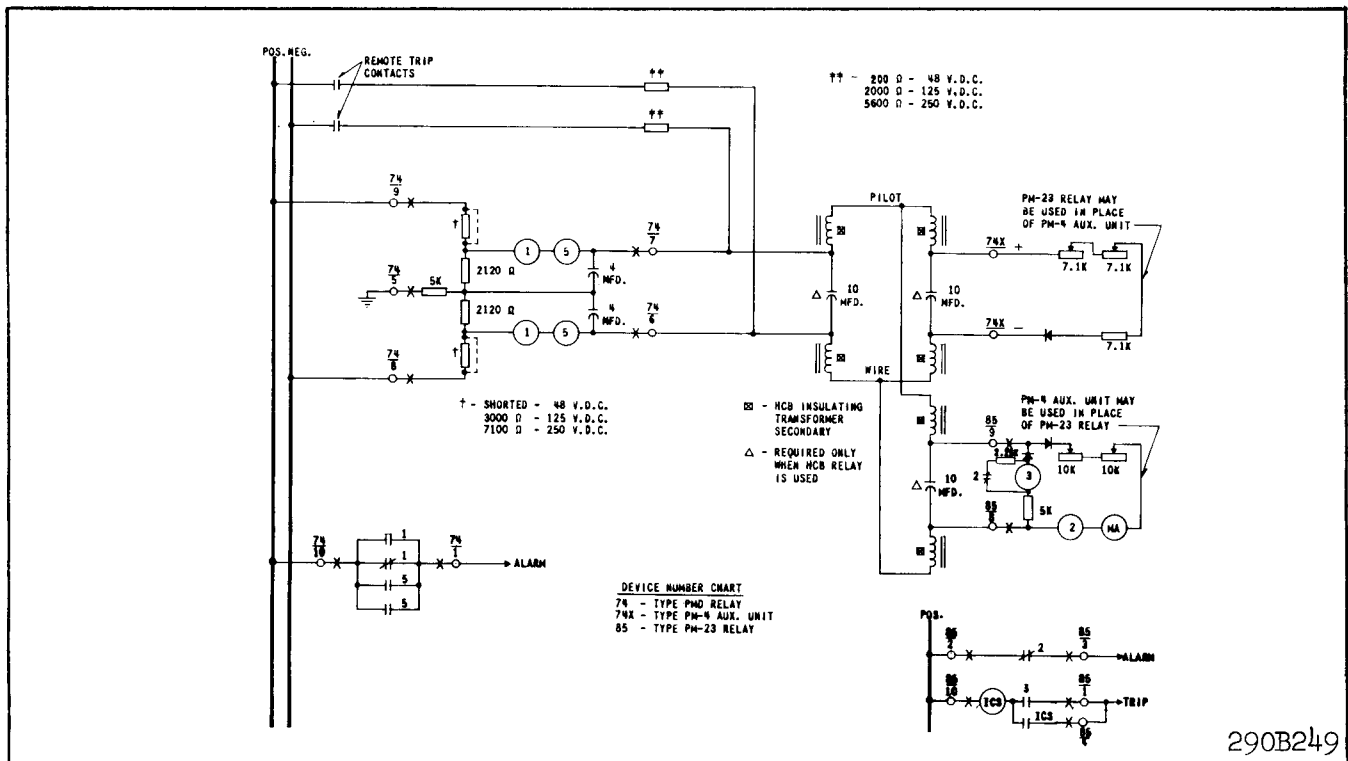 POS. NEG.
REMOTE TRIP
CONTACTS
††
††
†† - 200 Ω - 48 V.D.C.
2000 Ω - 125 V.D.C.
5600 Ω - 250 V.D.C.
74
9
†
1
5
74
7
2120 Ω
4
MFD.
74
5
5K
2120 Ω
4
MFD.
74
6
1
5
†
74
8
† - SHORTED - 48 V.D.C.
3000 Ω - 125 V.D.C.
7100 Ω - 250 V.D.C.
PILOT
WIRE
Δ
10
MFD.
Δ
10
MFD.
74X +
7.1K
7.1K
74X -
7.1K
PM-23 RELAY MAY
BE USED IN PLACE
OF PM-4 AUX. UNIT
- HCB INSULATING
TRANSFORMER
SECONDARY
Δ - REQUIRED ONLY
WHEN HCB RELAY
IS USED
PM-4 AUX. UNIT MAY
BE USED IN PLACE
OF PM-23 RELAY
85
9
10K
10K
2
3
Δ
10
MFD.
5K
85
8
2
MA
74
10
1
1
5
5
74
1
ALARM
DEVICE NUMBER CHART
74 - TYPE PMD RELAY
74X - TYPE PM-4 AUX. UNIT
85 - TYPE PM-23 RELAY
POS.
85
2
2
85
3
ALARM
85
10
ICS
3
85
1
TRIP
ICS
85
4
290B249